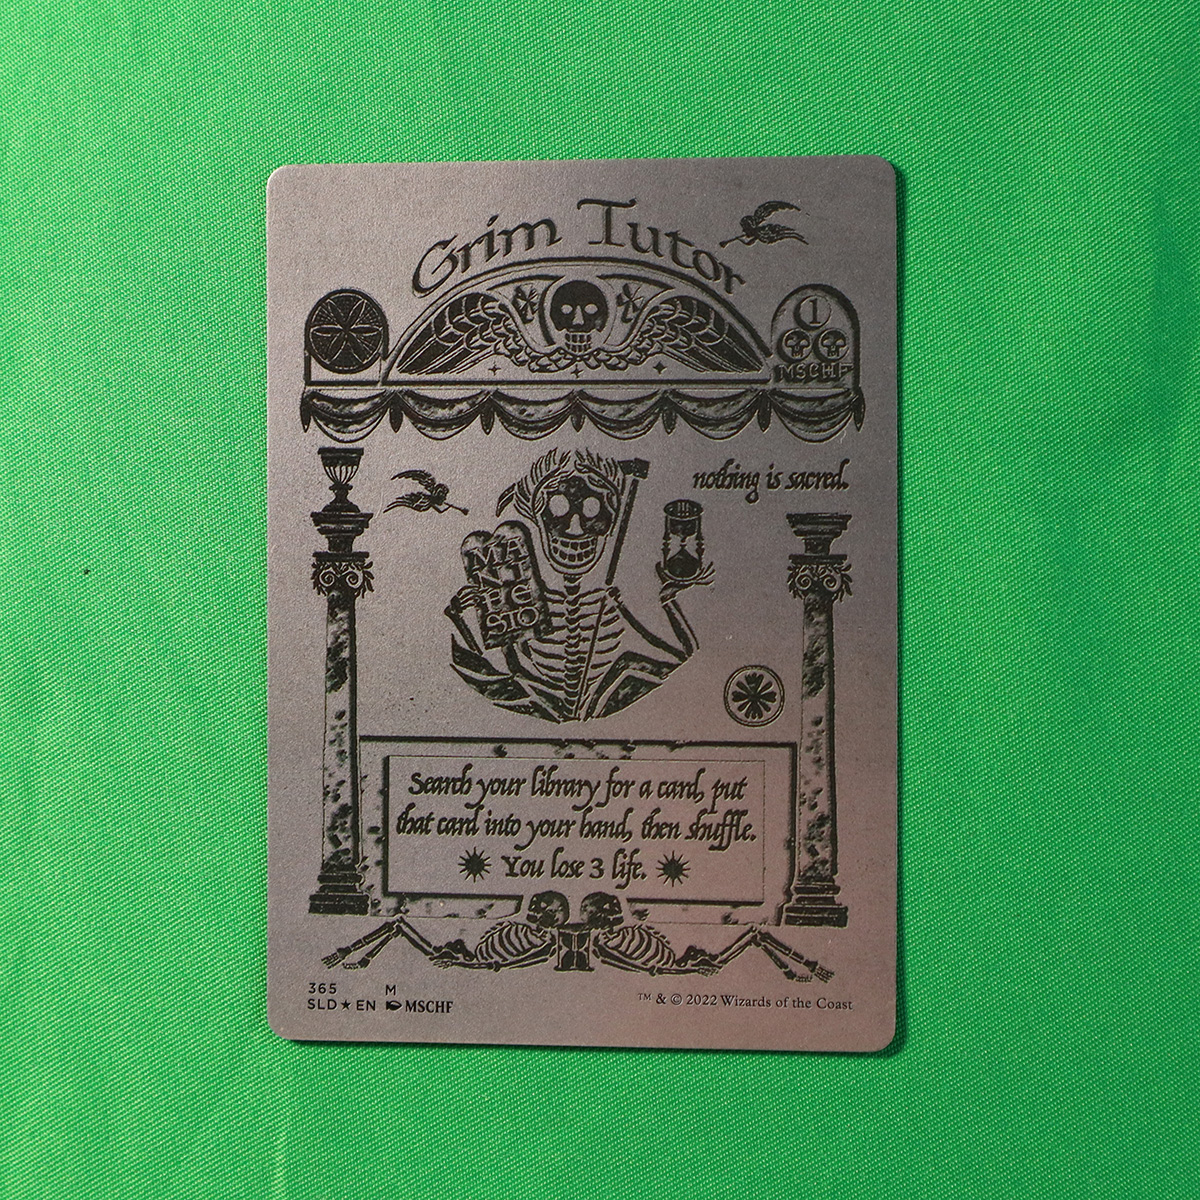 Grim Tutor
1
MSCHF
nothing is sacred.
MA
NI
FE
STO
Search your library for a card, put
that card into your hand, then shuffle.
You lose 3 life.
365 M
SLD★EN MSCHF
™ & © 2022 Wizards of the Coast